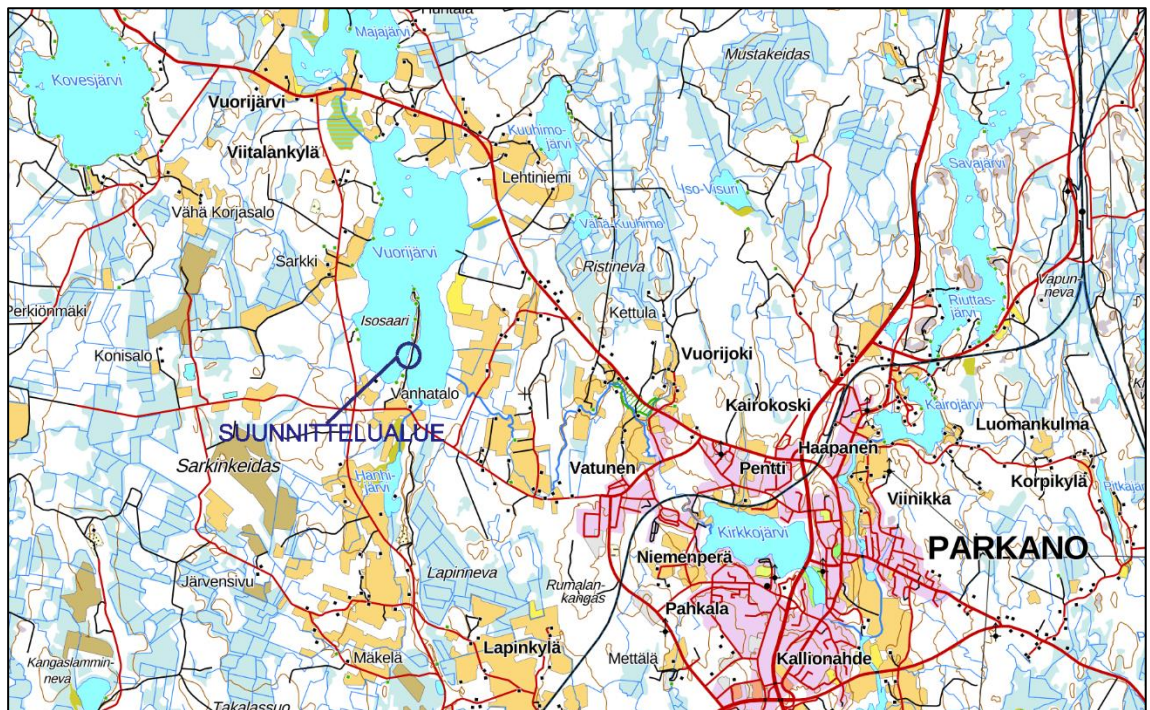 Majajärvi
Kovesjärvi
Mustakeidas
Vuorijärvi
Kuuhimo-
järvi
Viitalankylä
Savajärvi
Lehtiniemi
Iso-Visuri
Vähä Korjasalo
Vähä-Kuuhimo
Vuorijärvi
Sarkki
Ristineva
Vapun-
neva
Perkiönmäki
Riuttas-
järvi
Isosaari
Kettula
Konisalo
Vuorijoki
Vanhatalo
Kairokoski
Kairojärvi
SUUNNITTELUALUE
Luomankulma
Haapanen
Sarkinkeidas
Vatunen
Pentti
Hanhi-
järvi
Viinikka
Korpikylä
Kirkkojärvi
PARKANO
Niemenperä
Järvensivu
Lapinneva
Rumalan-
kangas
Pahkala
Lapinkylä
Mettälä
Mäkelä
Kallionahde
Kangaslammin-
neva
Takalassuo